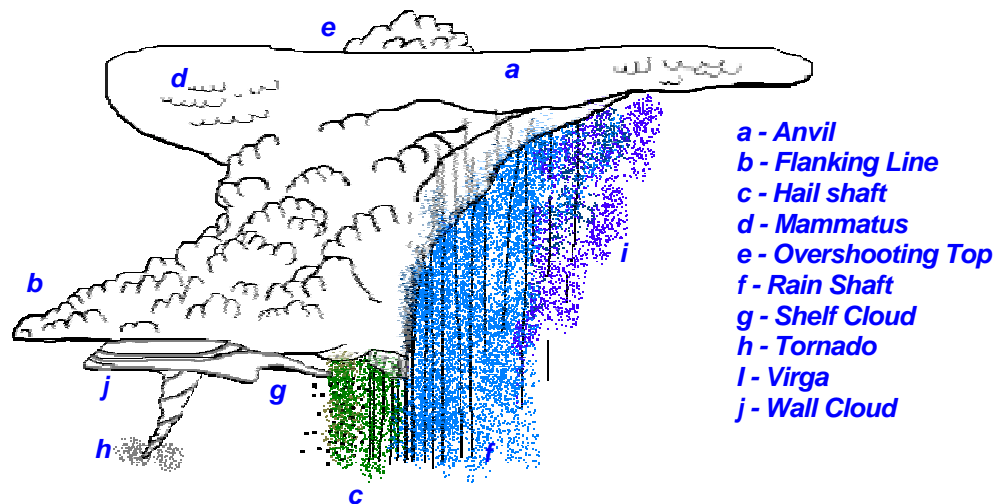 e
a
d
b
i
j
g
h
f
c
a - Anvil
b - Flanking Line
c - Hail shaft
d - Mammatus
e - Overshooting Top
f - Rain Shaft
g - Shelf Cloud
h - Tornado
I - Virga
j - Wall Cloud